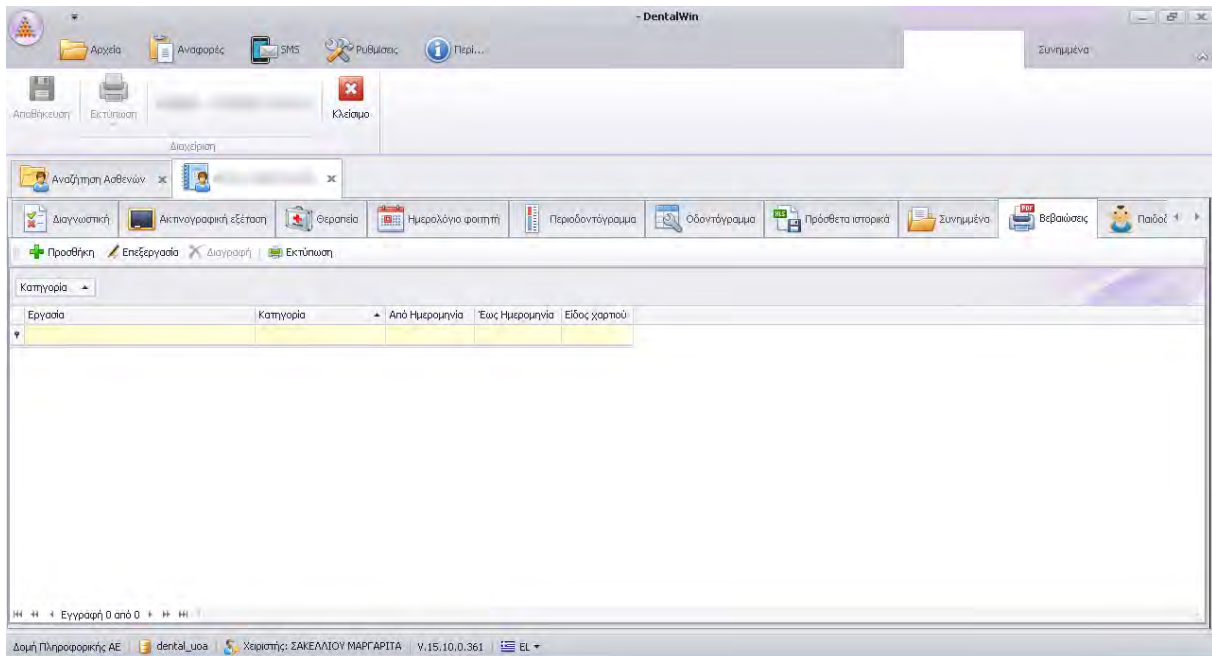 - DentalWin
Αρχεία Αναφορές SMS Ρυθμίσεις Περί... Συνημμένα
Αποθήκευση Εκτύπωση Κλείσιμο
Διαχείριση
Αναζήτηση Ασθενών
Διαγνωστική Ακτινογραφική εξέταση Θεραπεία Ημερολόγιο φοιτητή Περιοδοντόγραμμα Οδοντόγραμμα XLS Πρόσθετα ιστορικά Συνημμένα PDF Βεβαιώσεις Παιδοδ
Προσθήκη Επεξεργασία Διαγραφή Εκτύπωση
Κατηγορία
Εργασία Κατηγορία Από Ημερομηνία Έως Ημερομηνία Είδος χαρτιού
Εγγραφή 0 από 0
Δομή Πληροφορικής ΑΕ dental_uoa Χειριστής: ΣΑΚΕΛΛΙΟΥ ΜΑΡΓΑΡΙΤΑ V.15.10.0.361 EL